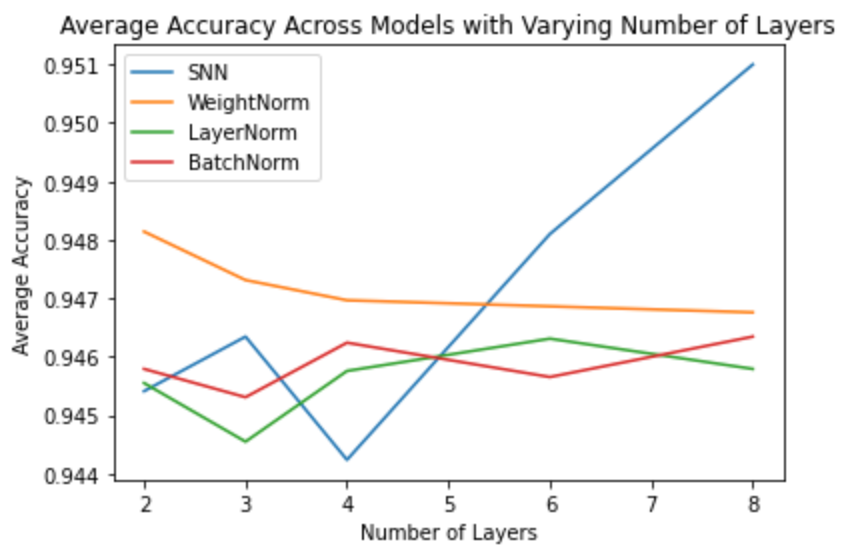 Average Accuracy Across Models with Varying Number of Layers
SNN
WeightNorm
LayerNorm
BatchNorm
Average Accuracy
0.951
0.950
0.949
0.948
0.947
0.946
0.945
0.944
2 3 4 5 6 7 8
Number of Layers